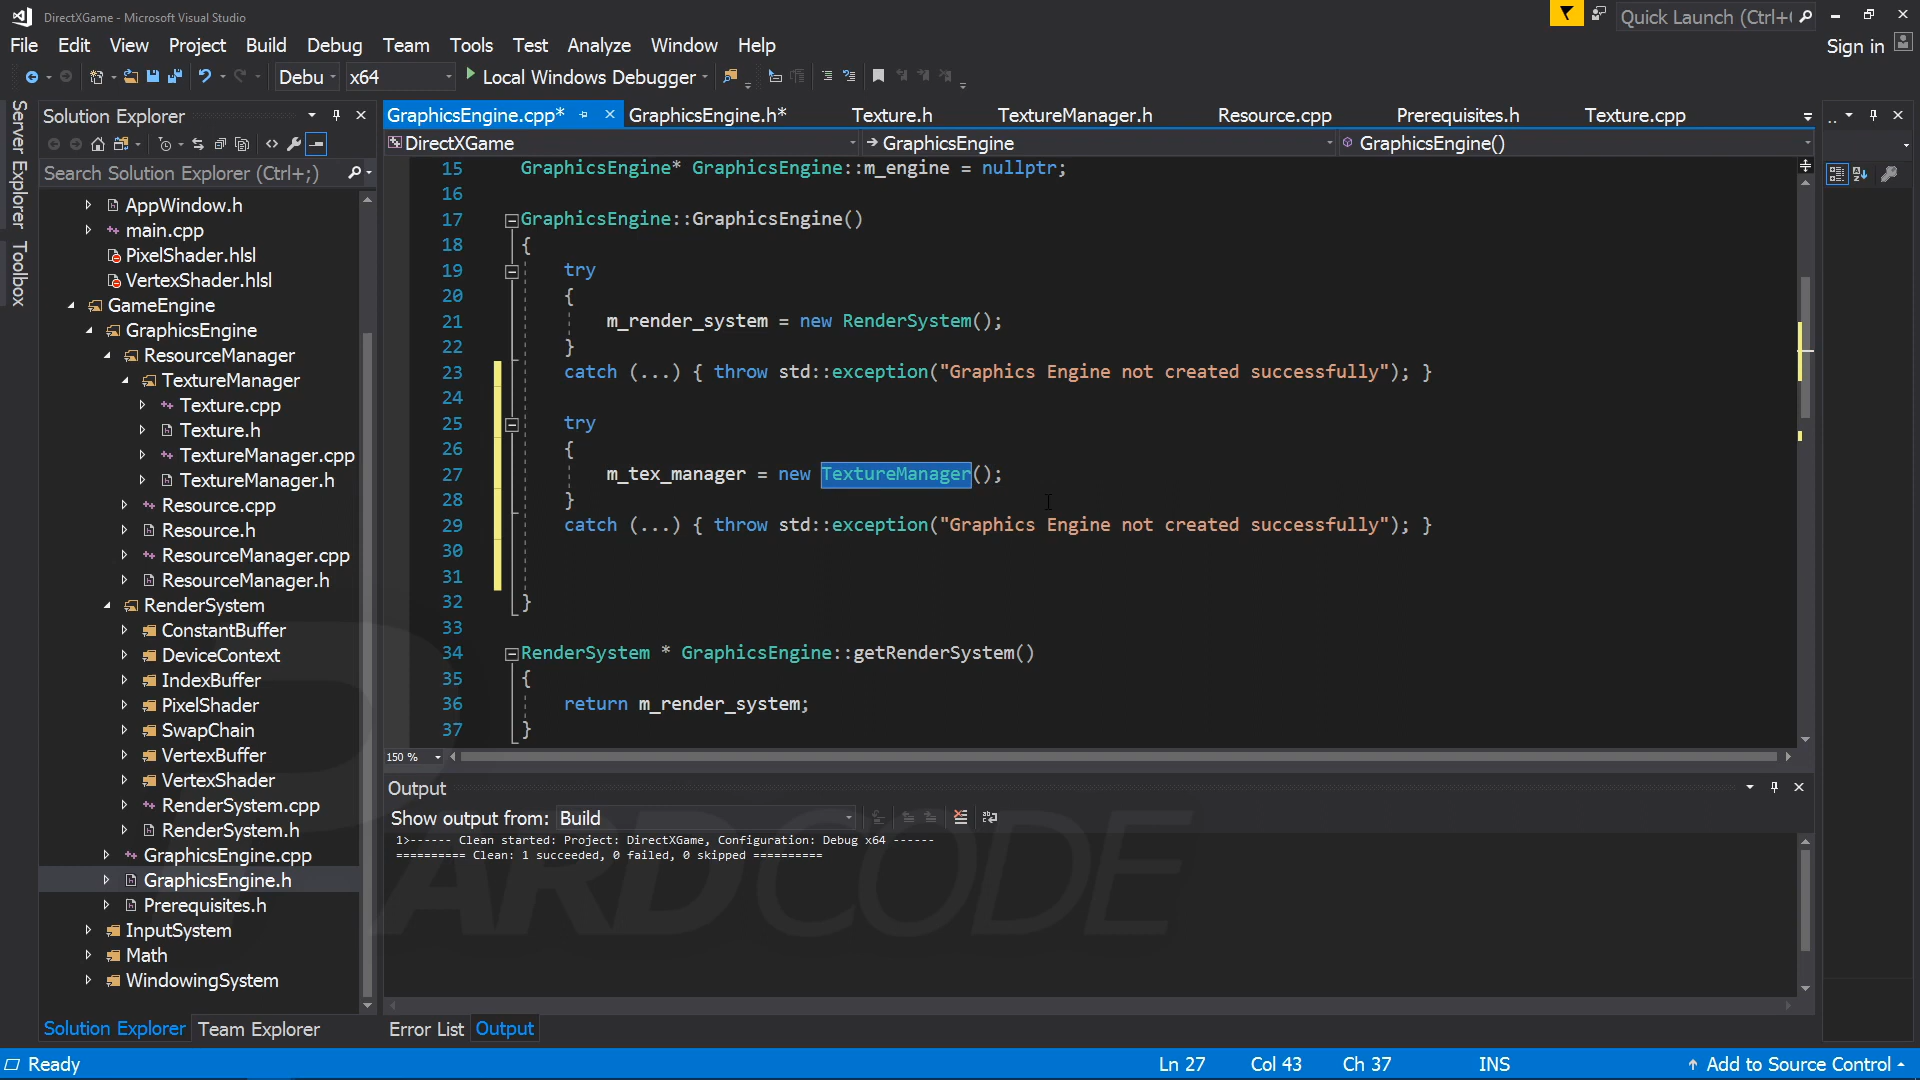 DirectXGame - Microsoft Visual Studio
Quick Launch (Ctrl+
File Edit View Project Build Debug Team Tools Test Analyze Window Help
Sign in
Debu x64 Local Windows Debugger
Server Explorer
Toolbox
Solution Explorer
Search Solution Explorer (Ctrl+;)
AppWindow.h
main.cpp
PixelShader.hlsl
VertexShader.hlsl
GameEngine
GraphicsEngine
ResourceManager
TextureManager
Texture.cpp
Texture.h
TextureManager.cpp
TextureManager.h
Resource.cpp
Resource.h
ResourceManager.cpp
ResourceManager.h
RenderSystem
ConstantBuffer
DeviceContext
IndexBuffer
PixelShader
SwapChain
VertexBuffer
VertexShader
RenderSystem.cpp
RenderSystem.h
GraphicsEngine.cpp
GraphicsEngine.h
Prerequisites.h
InputSystem
Math
WindowingSystem
Solution Explorer Team Explorer
GraphicsEngine.cpp* GraphicsEngine.h* Texture.h TextureManager.h Resource.cpp Prerequisites.h Texture.cpp
DirectXGame GraphicsEngine GraphicsEngine()
15 GraphicsEngine* GraphicsEngine::m_engine = nullptr;
16
17 GraphicsEngine::GraphicsEngine()
18 {
19 try
20 {
21 m_render_system = new RenderSystem();
22 }
23 catch (...) { throw std::exception("Graphics Engine not created successfully"); }
24
25 try
26 {
27 m_tex_manager = new TextureManager();
28 }
29 catch (...) { throw std::exception("Graphics Engine not created successfully"); }
30
31
32 }
33
34 RenderSystem * GraphicsEngine::getRenderSystem()
35 {
36 return m_render_system;
37 }
150 %
Output
Show output from: Build
1>------ Clean started: Project: DirectXGame, Configuration: Debug x64 ------
========== Clean: 1 succeeded, 0 failed, 0 skipped ==========
PARDCODE
Error List Output
Ready Ln 27 Col 43 Ch 37 INS Add to Source Control